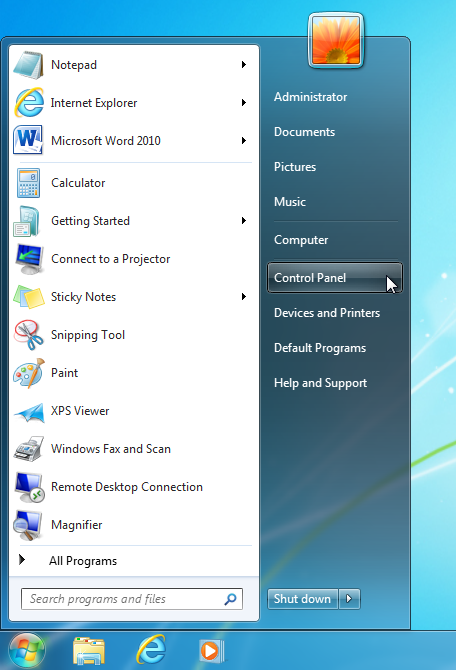 Notepad
Internet Explorer
Microsoft Word 2010
Calculator
Getting Started
Connect to a Projector
Sticky Notes
Snipping Tool
Paint
XPS Viewer
Windows Fax and Scan
Remote Desktop Connection
Magnifier
All Programs
Search programs and files
Administrator
Documents
Pictures
Music
Computer
Control Panel
Devices and Printers
Default Programs
Help and Support
Shut down